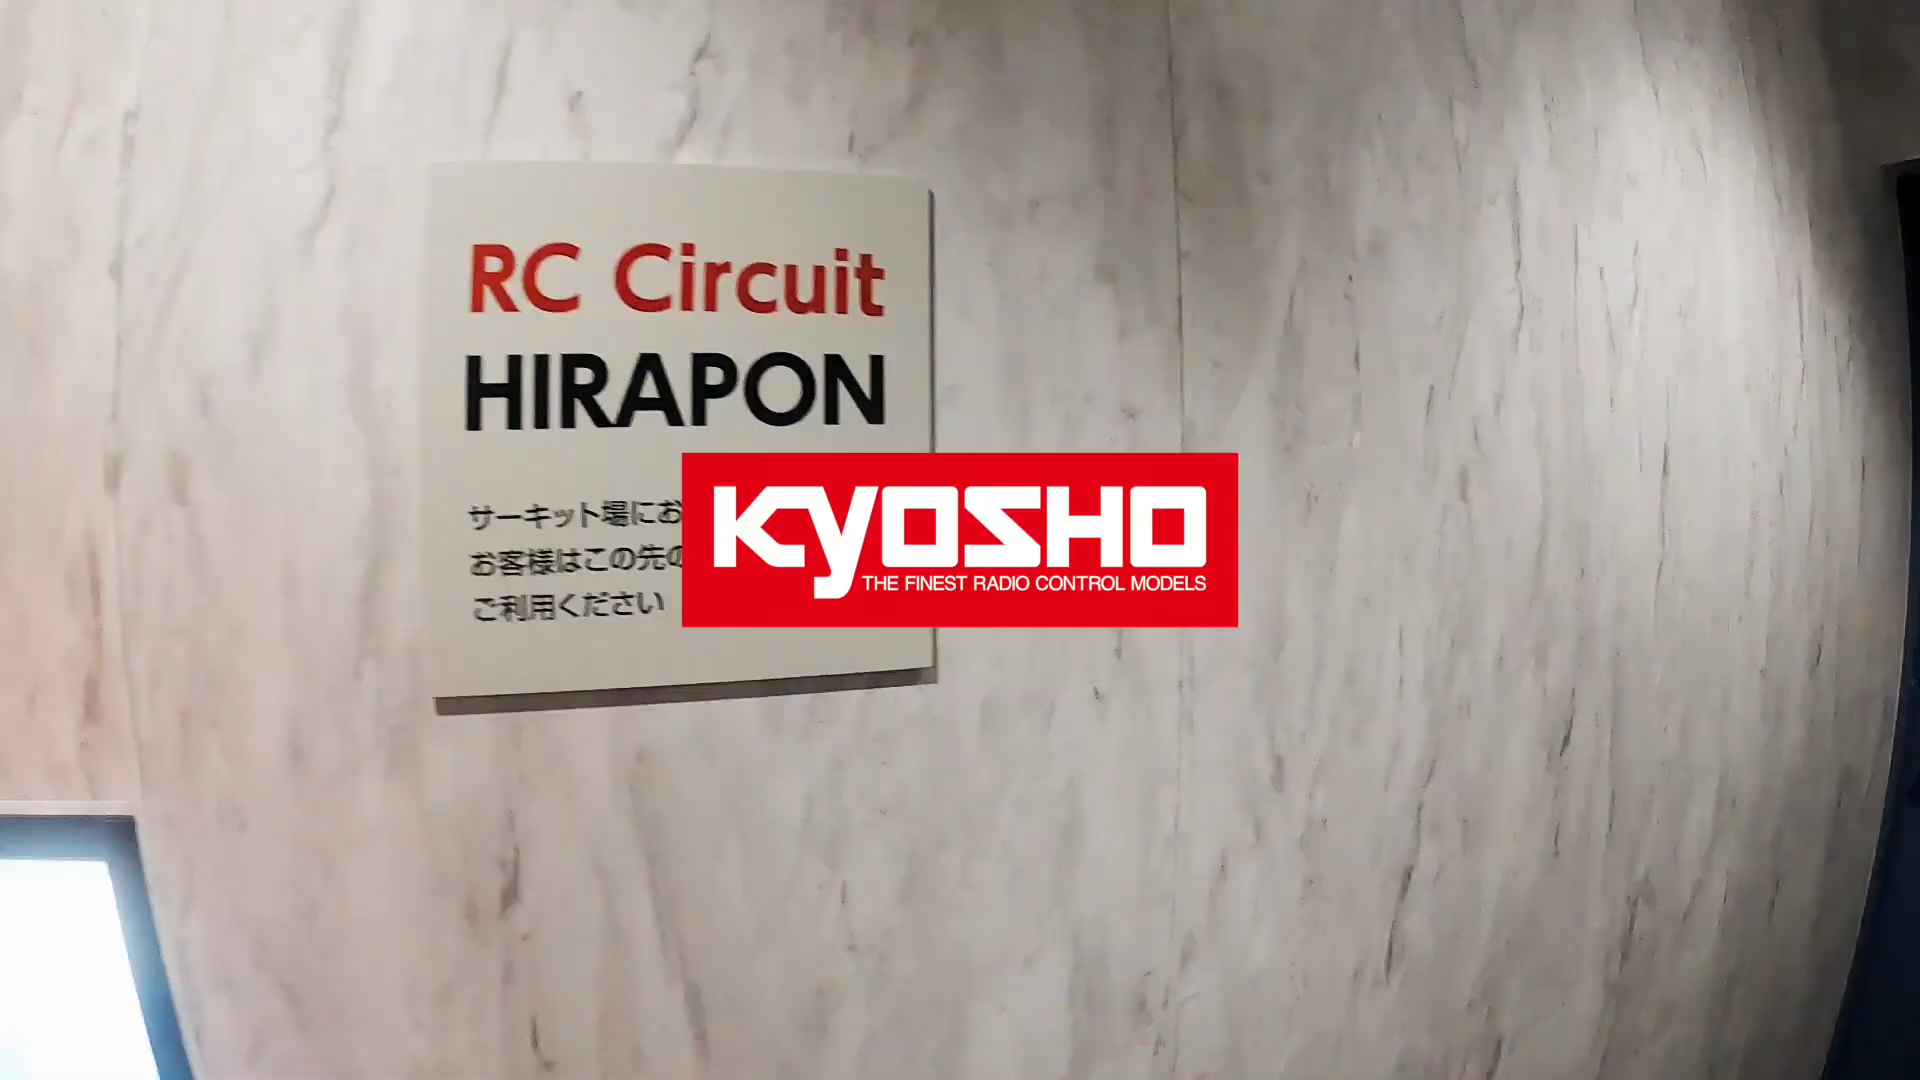 RC Circuit
HIRAPON
サーキット場にお
お客様はこの先の
ご利用ください
KYOSHO
THE FINEST RADIO CONTROL MODELS